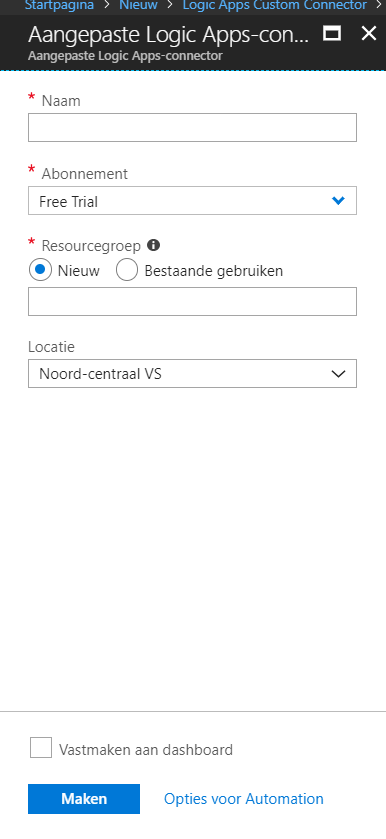 Startpagina > Nieuw > Logic Apps Custom Connector >
Aangepaste Logic Apps-con...
Aangepaste Logic Apps-connector
* Naam
* Abonnement
Free Trial
* Resourcegroep
Nieuw Bestaande gebruiken
Locatie
Noord-centraal VS
Vastmaken aan dashboard
Maken Opties voor Automation